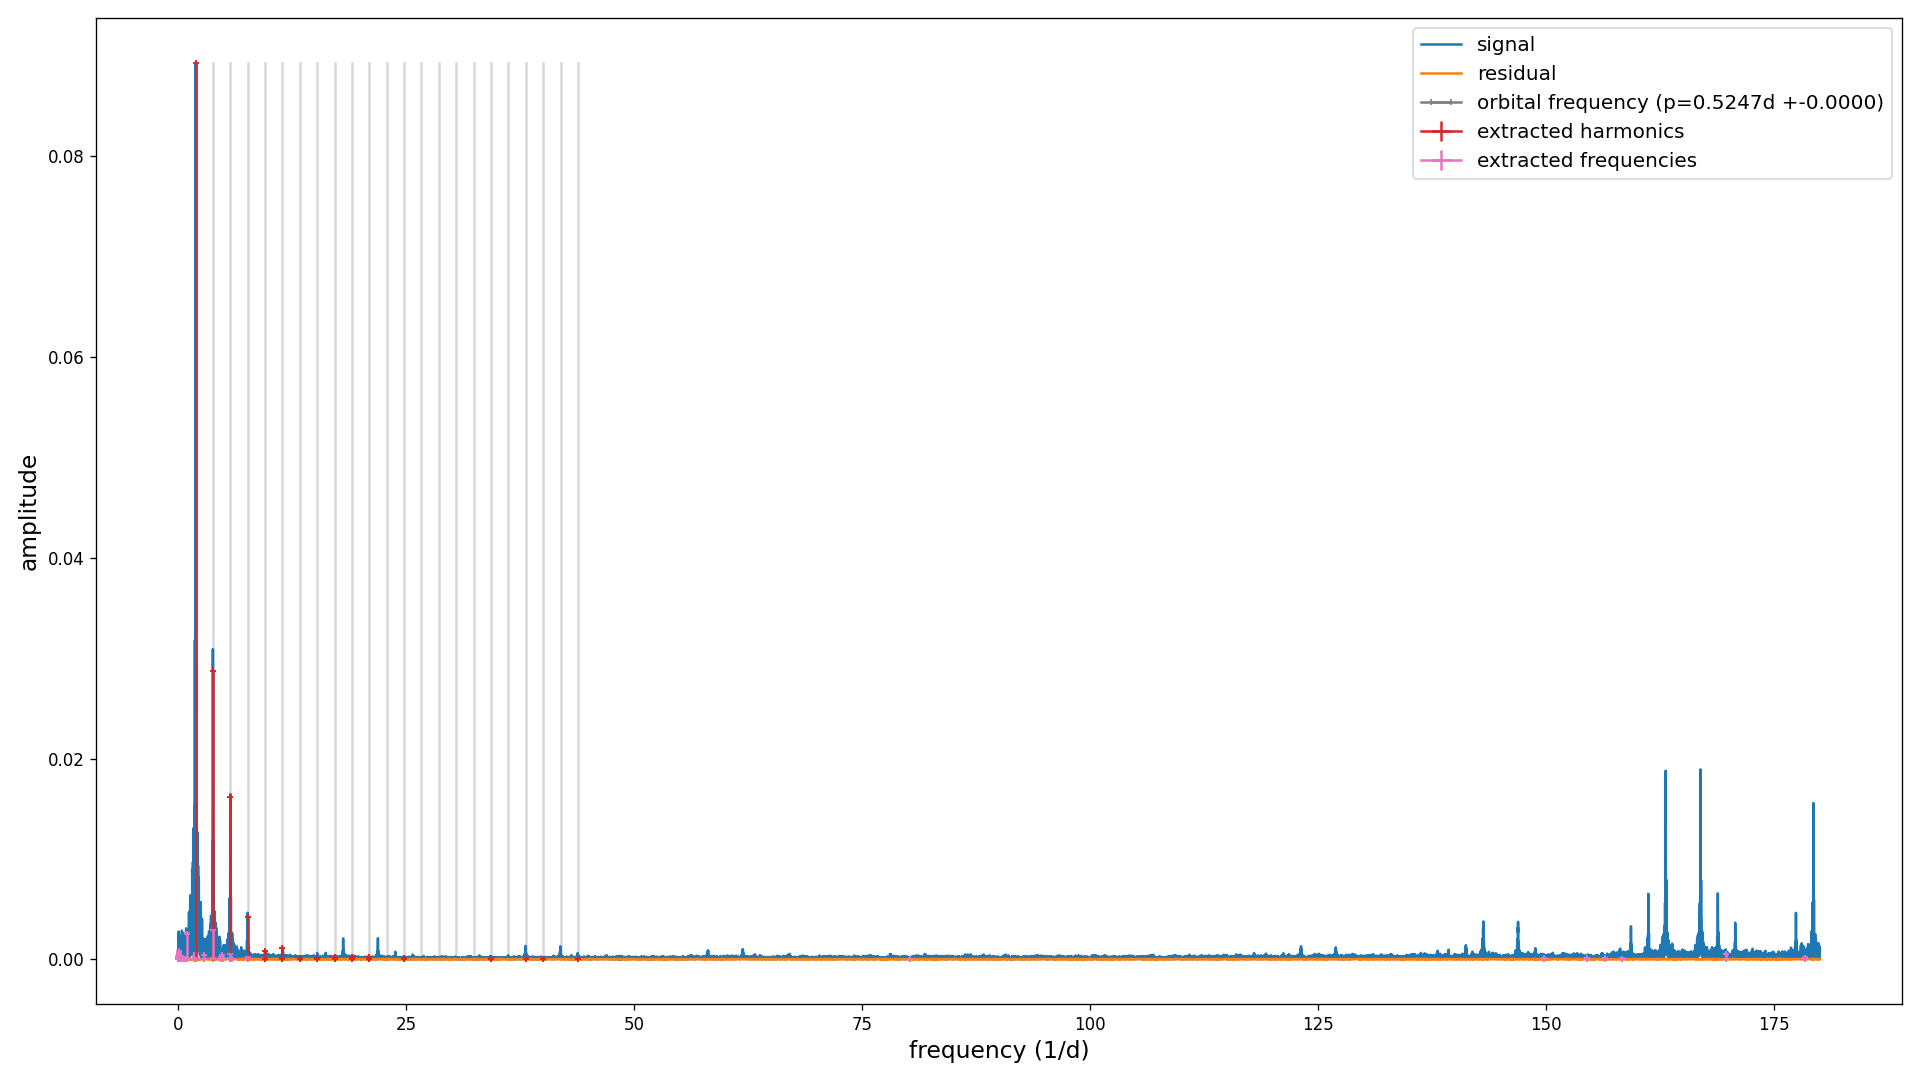 signal
residual
orbital frequency (p=0.5247d +-0.0000)
extracted harmonics
extracted frequencies
amplitude
0.08
0.06
0.04
0.02
0.00
0 25 50 75 100 125 150 175
frequency (1/d)